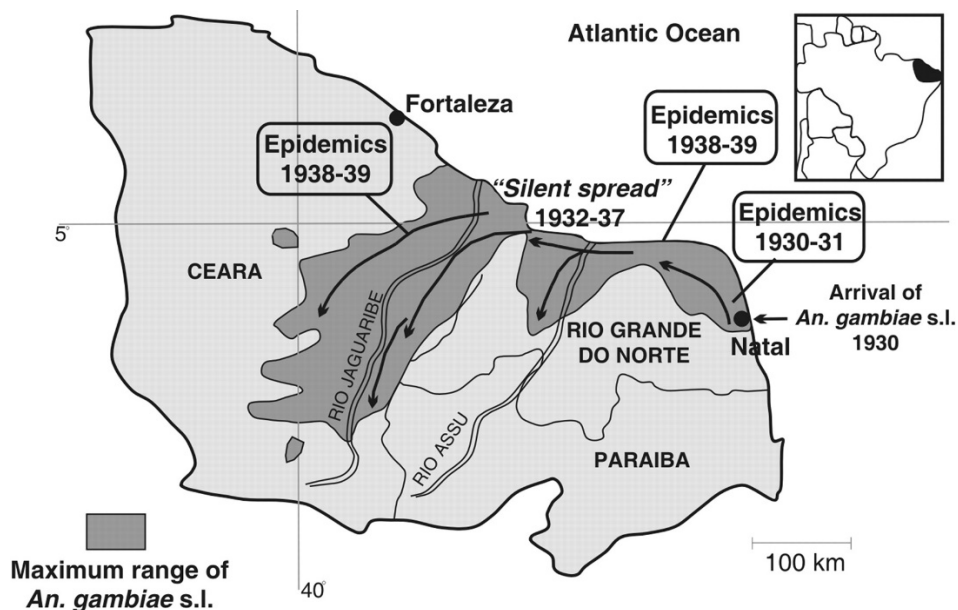 Atlantic Ocean
Fortaleza
Epidemics
1938-39
Epidemics
1938-39
"Silent spread"
1932-37
Epidemics
1930-31
5°
CEARA
Arrival of
An. gambiae s.l.
1930
RIO JAGUARIBE
RIO GRANDE
DO NORTE
Natal
RIO ASSU
PARAIBA
100 km
Maximum range of
An. gambiae s.l.
40°